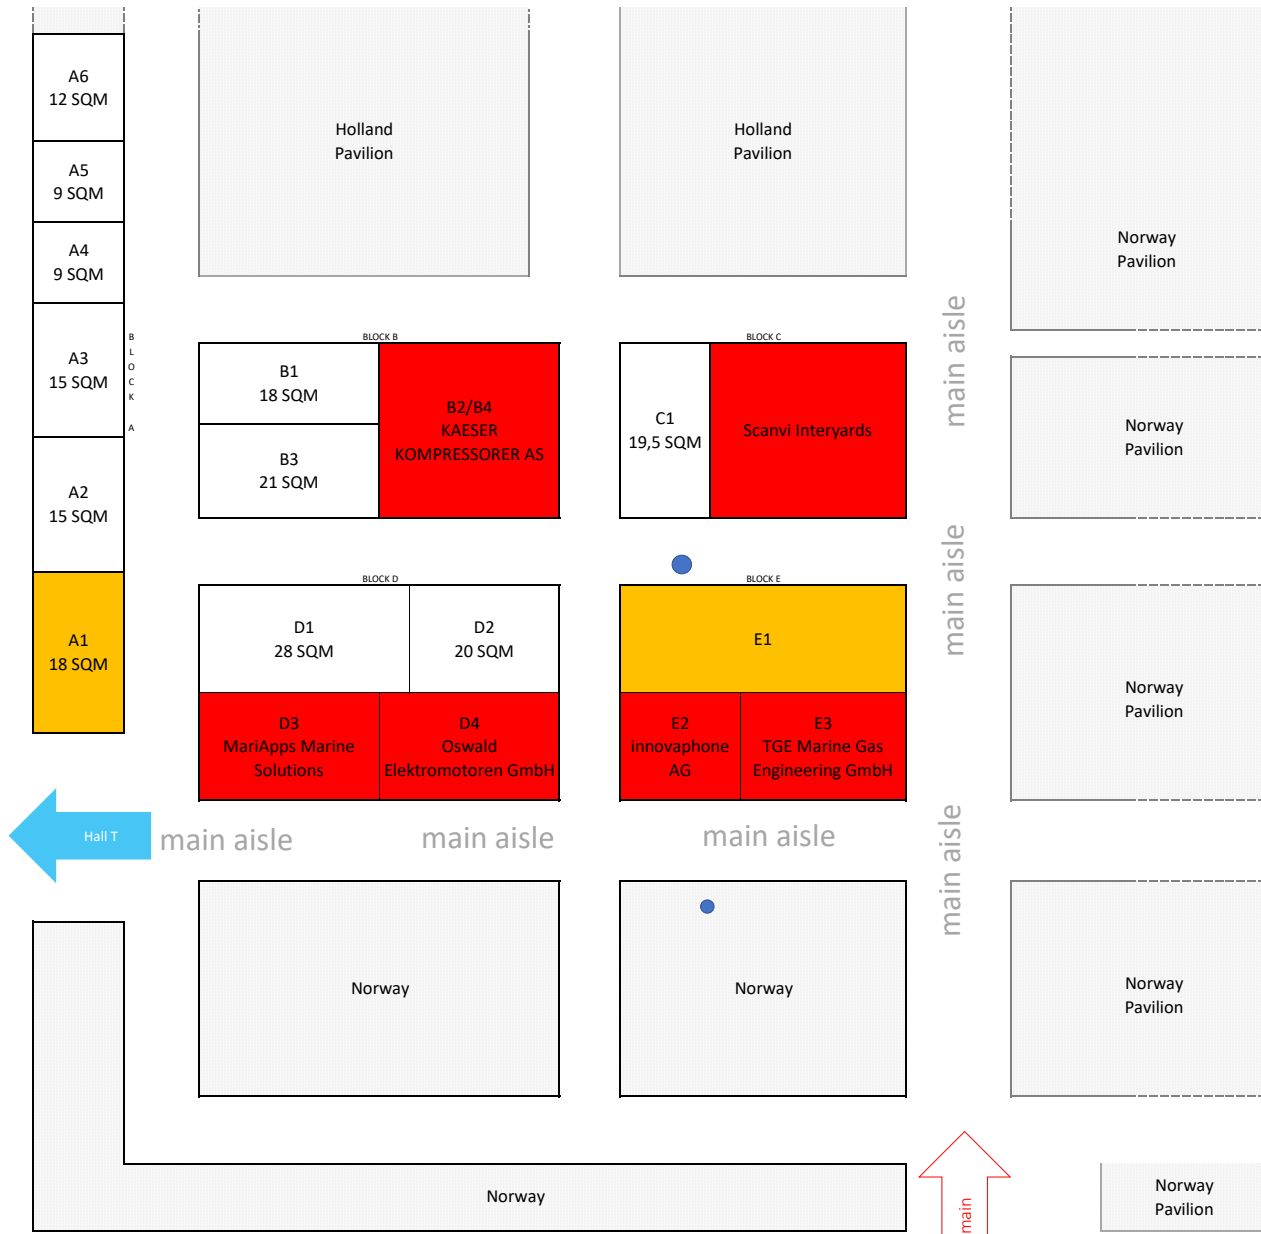 A6
12 SQM
A5
9 SQM
A4
9 SQM
A3
15 SQM
A2
15 SQM
A1
18 SQM
BLOCK A
Holland
Pavilion
Holland
Pavilion
Norway
Pavilion
main aisle
BLOCK B
B1
18 SQM
B3
21 SQM
B2/B4
KAESER
KOMPRESSORER AS
BLOCK C
C1
19,5 SQM
Scanvi Interyards
Norway
Pavilion
main aisle
BLOCK D
D1
28 SQM
D2
20 SQM
D3
MariApps Marine
Solutions
D4
Oswald
Elektromotoren GmbH
BLOCK E
E1
E2
innovaphone
AG
E3
TGE Marine Gas
Engineering GmbH
Norway
Pavilion
Hall T
main aisle
main aisle
main aisle
main aisle
Norway
Norway
Norway
Pavilion
Norway
main
Norway
Pavilion